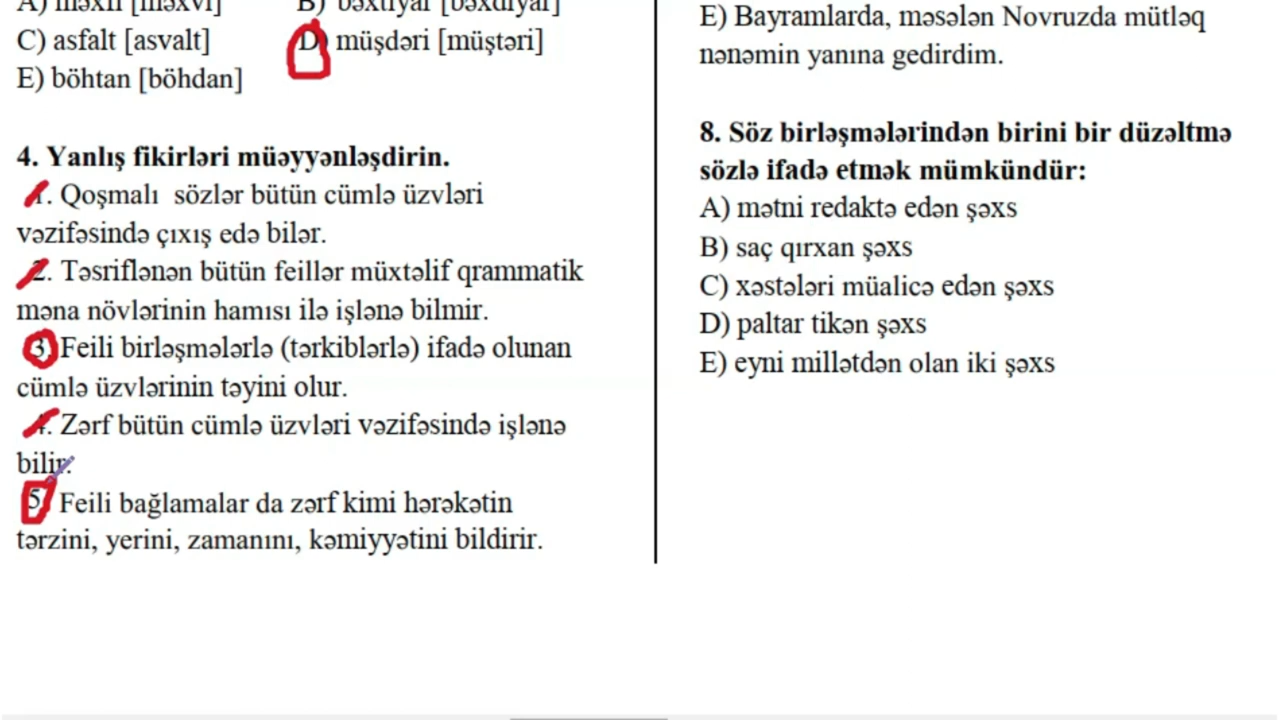 A) məxfi [məxvi] B) bəxtiyar [bəxdiyar]
C) asfalt [asvalt] D) müşdəri [müştəri]
E) böhtan [böhdan]
4. Yanlış fikirləri müəyyənləşdirin.
1. Qoşmalı sözlər bütün cümlə üzvləri
vəzifəsində çıxış edə bilər.
2. Təsriflənən bütün feillər müxtəlif qrammatik
məna növlərinin hamısı ilə işlənə bilmir.
3. Feili birləşmələrlə (tərkiblərlə) ifadə olunan
cümlə üzvlərinin təyini olur.
4. Zərf bütün cümlə üzvləri vəzifəsində işlənə
bilir.
5. Feili bağlamalar da zərf kimi hərəkətin
tərzini, yerini, zamanını, kəmiyyətini bildirir.
E) Bayramlarda, məsələn Novruzda mütləq
nənəmin yanına gedirdim.
8. Söz birləşmələrindən birini bir düzəltmə
sözlə ifadə etmək mümkündür:
A) mətni redaktə edən şəxs
B) saç qırxan şəxs
C) xəstələri müalicə edən şəxs
D) paltar tikən şəxs
E) eyni millətdən olan iki şəxs